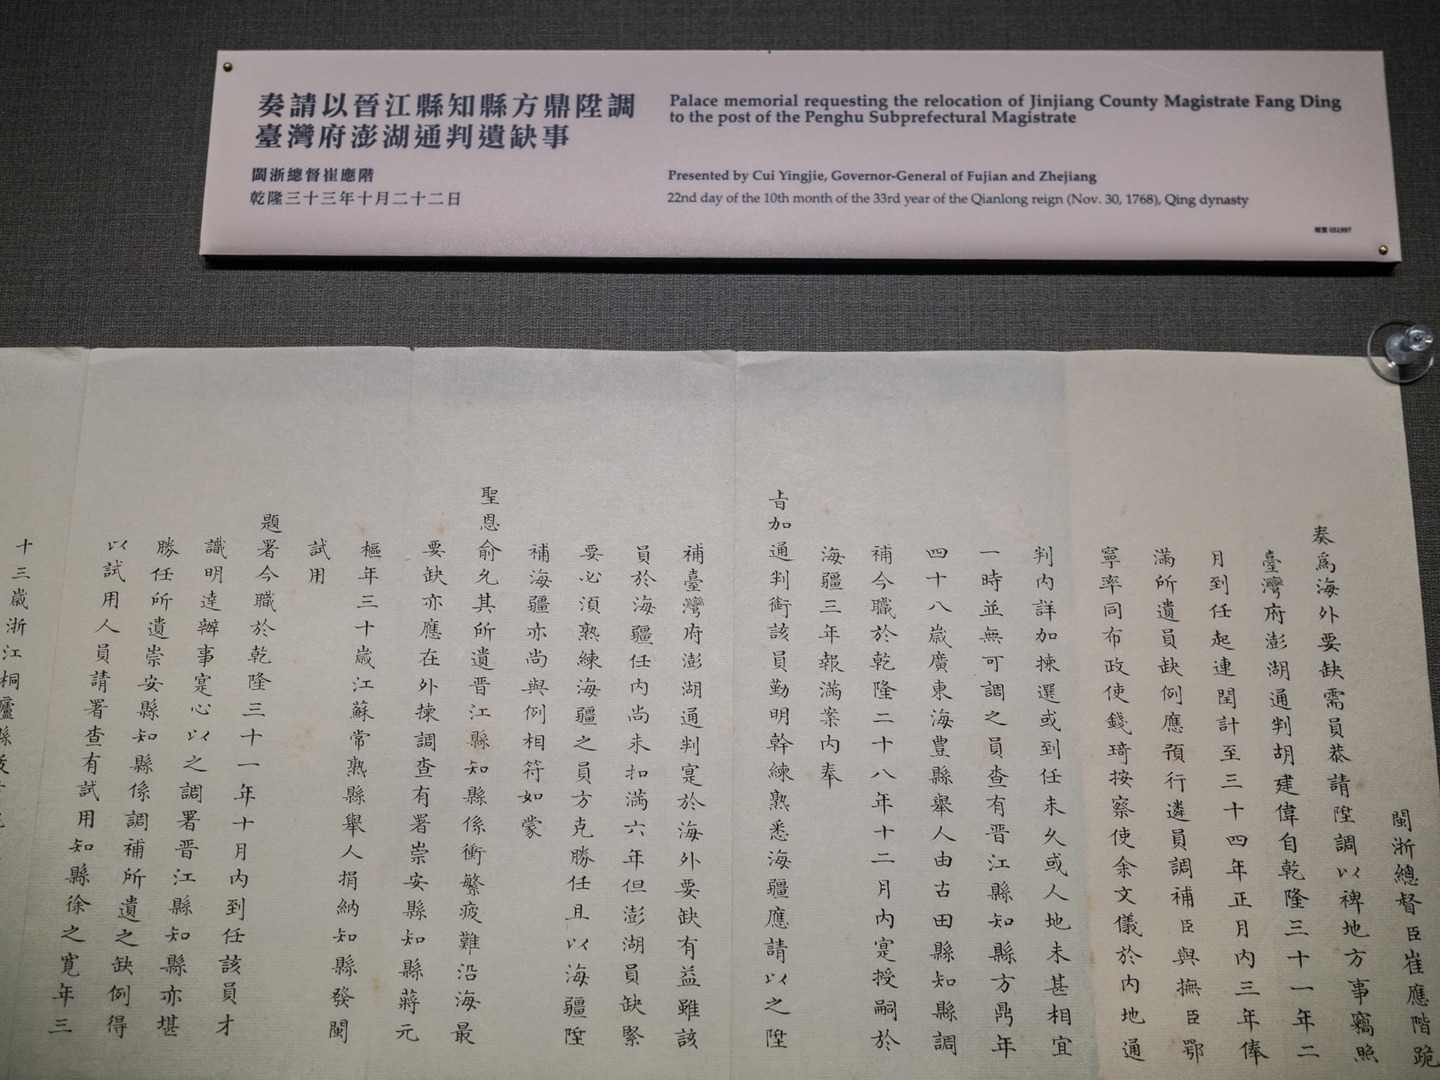 奏請以晉江縣知縣方鼎陞調
臺灣府澎湖通判遺缺事
閩浙總督崔應階
乾隆三十三年十月二十二日
Palace memorial requesting the relocation of Jinjiang County Magistrate Fang Ding
to the post of the Penghu Subprefectural Magistrate
Presented by Cui Yingjie, Governor-General of Fujian and Zhejiang
22nd day of the 10th month of the 33rd year of the Qianlong reign (Nov. 30, 1768), Qing dynasty
閩浙總督臣崔應階跪
奏為海外要缺需員恭請陞調以裨地方事竊照
臺灣府澎湖通判胡建偉自乾隆三十一年二
月到任起連閏計至三十四年正月內三年俸
滿所遺員缺例應預行遴員調補臣與撫臣鄂
寧率同布政使錢琦按察使余文儀於內地通
判內詳加揀選或到任未久或人地未甚相宜
一時並無可調之員查有晉江縣知縣方鼎年
四十八歲廣東海豐縣舉人由古田縣知縣調
補今職於乾隆二十八年十二月內寔授嗣於
海疆三年報滿案內奉
旨加通判銜該員勤明幹練熟悉海疆應請以之陞
補臺灣府澎湖通判寔於海外要缺有益雖該
員於海疆任內尚未扣滿六年但澎湖員缺緊
要必須熟練海疆之員方克勝任且以海疆陞
補海疆亦尚與例相符如蒙
聖恩俞允其所遺晋江縣知縣係衝繁疲難沿海最
要缺亦應在外揀調查有署崇安縣知縣蔣元
樞年三十歲江蘇常熟縣舉人捐納知縣發閩
試用
題署今職於乾隆三十一年十月內到任該員才
識明達辦事寔心以之調署晋江縣知縣亦堪
勝任所遺崇安縣知縣係調補所遺之缺例得
以試用人員請署查有試用知縣徐之寬年三
十三歲浙江桐廬縣